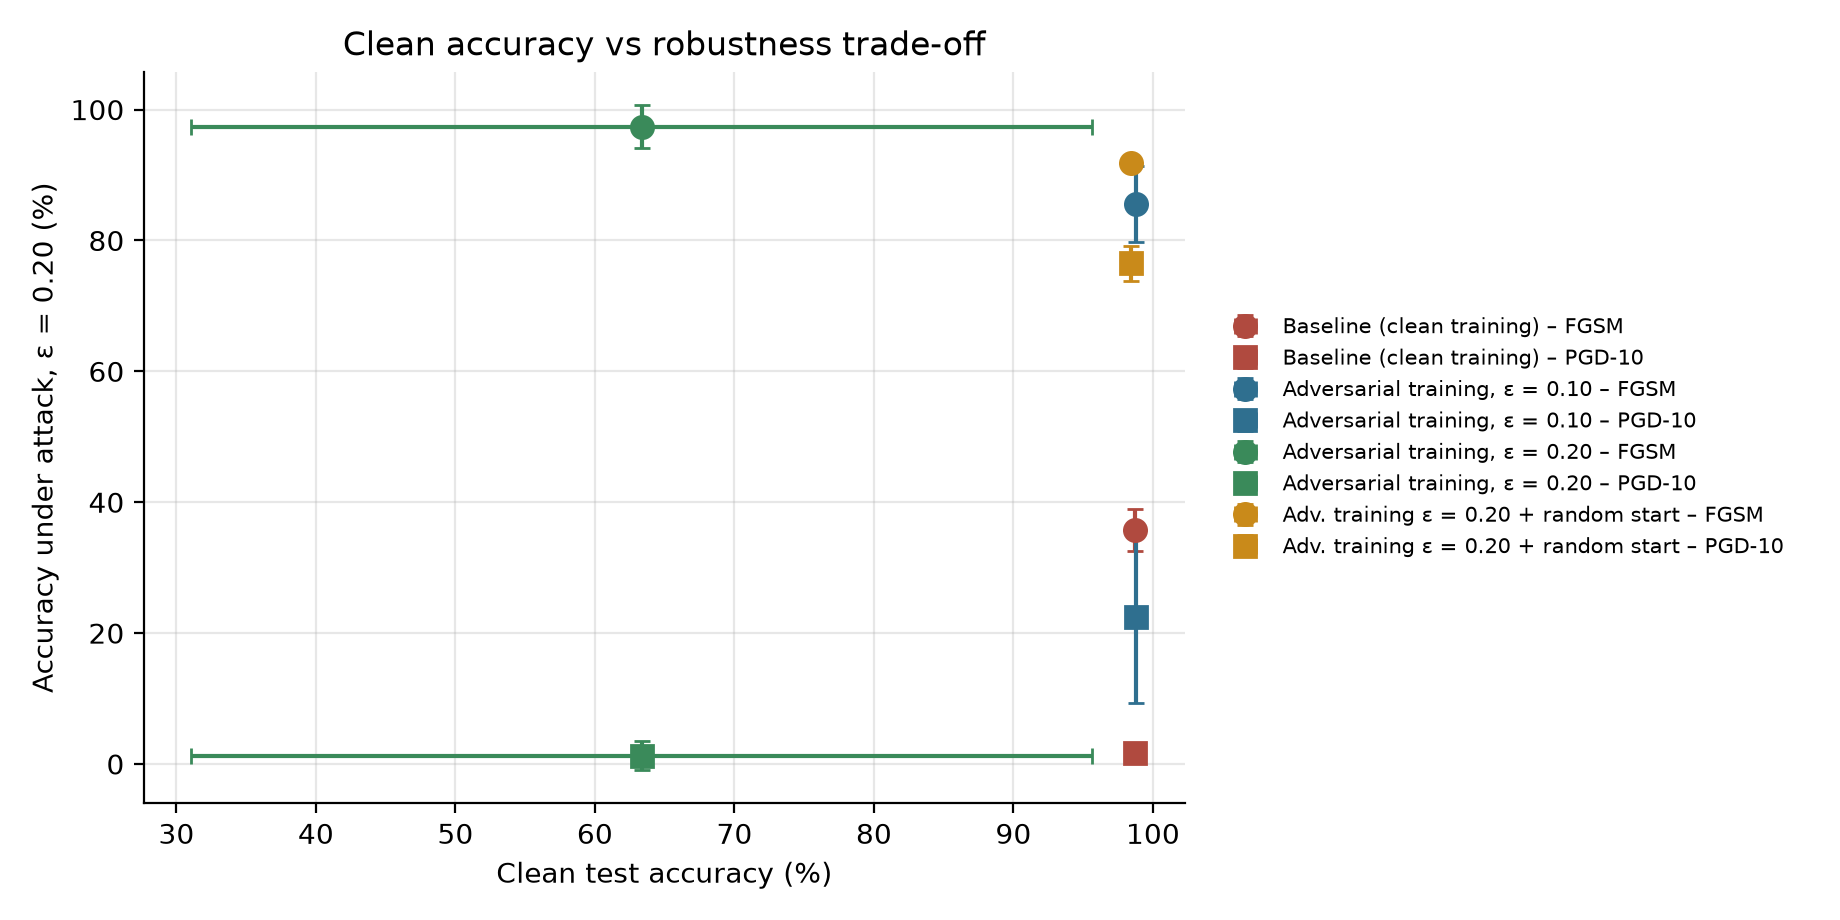 Clean accuracy vs robustness trade-off
Accuracy under attack, ε = 0.20 (%)
100
80
60
40
20
0
30 40 50 60 70 80 90 100
Clean test accuracy (%)
Baseline (clean training) – FGSM
Baseline (clean training) – PGD-10
Adversarial training, ε = 0.10 – FGSM
Adversarial training, ε = 0.10 – PGD-10
Adversarial training, ε = 0.20 – FGSM
Adversarial training, ε = 0.20 – PGD-10
Adv. training ε = 0.20 + random start – FGSM
Adv. training ε = 0.20 + random start – PGD-10